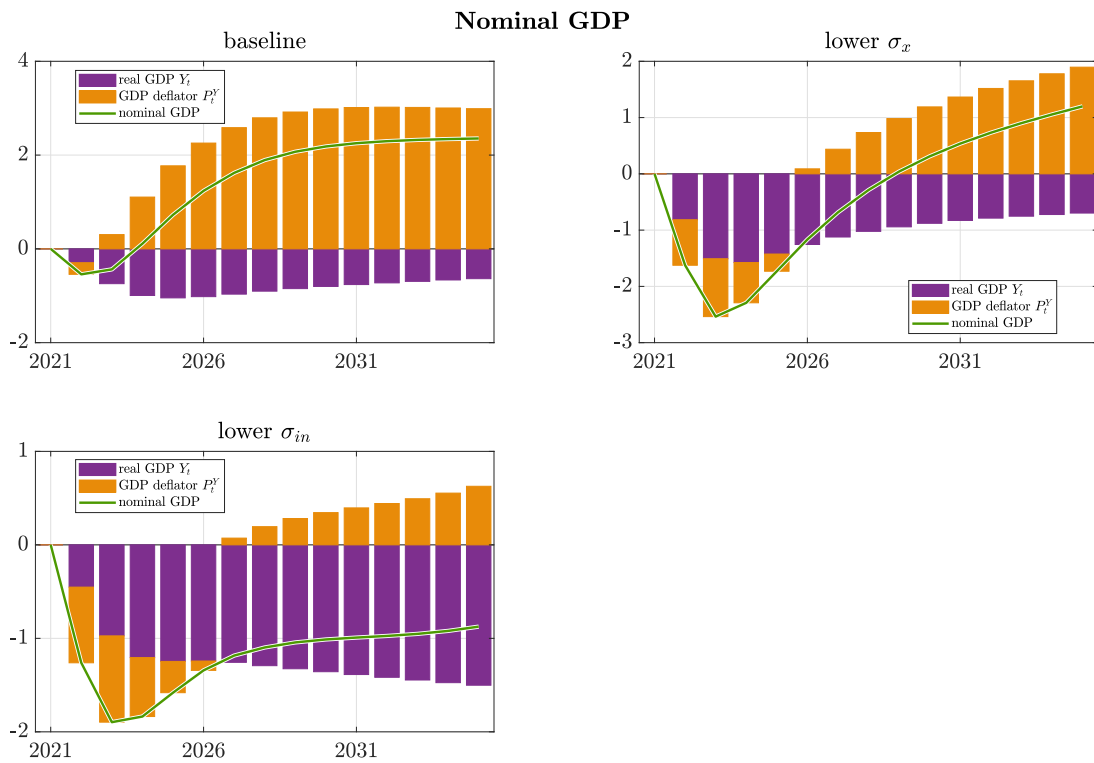 Nominal GDP
baseline
4
2
0
-2
2021 2026 2031
real GDP Y_t
GDP deflator P_t^Y
nominal GDP
lower σ_x
2
1
0
-1
-2
-3
2021 2026 2031
real GDP Y_t
GDP deflator P_t^Y
nominal GDP
lower σ_in
1
0
-1
-2
2021 2026 2031
real GDP Y_t
GDP deflator P_t^Y
nominal GDP